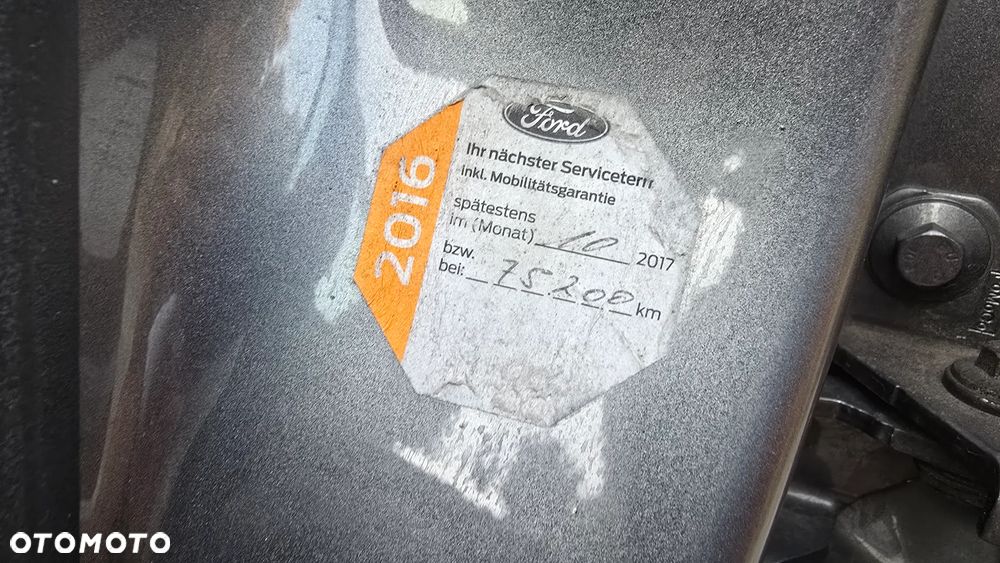 Ford
Ihr nächster Serviceterm
inkl. Mobilitätsgarantie
spätestens
im (Monat) 10 2017
bzw.
bei: 75200 km
2016
OTOMOTO